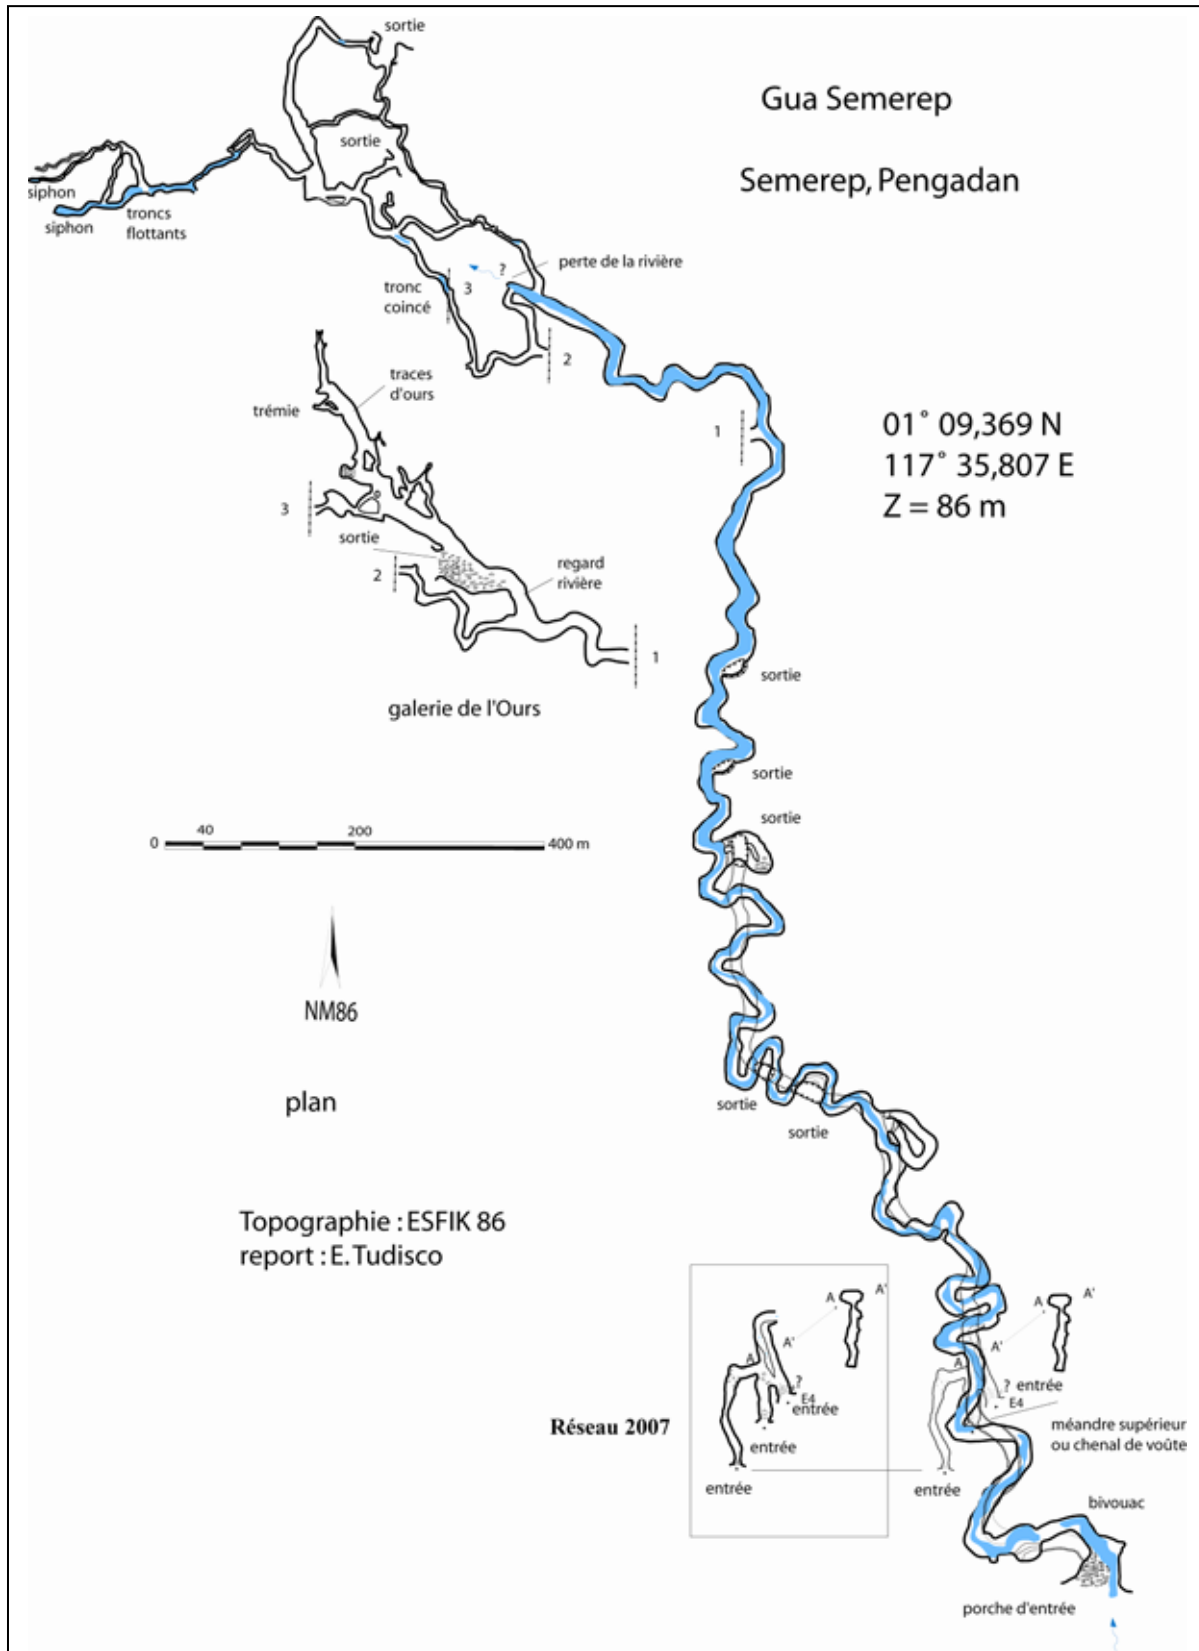 sortie
Gua Semerep
sortie
Semerep, Pengadan
siphon
siphon
troncs
flottants
perte de la rivière
?
tronc
coincé
3
2
traces
d'ours
trémie
1
01° 09,369 N
117° 35,807 E
Z = 86 m
3
sortie
2
regard
rivière
1
sortie
galerie de l'Ours
sortie
sortie
0
40
200
400 m
NM86
plan
sortie
sortie
Topographie : ESFIK 86
report : E. Tudisco
A
A'
A
A'
A'
A
A'
A
?
E4
entrée
? entrée
E4
Réseau 2007
entrée
méandre supérieur
ou chenal de voûte
entrée
entrée
bivouac
porche d'entrée